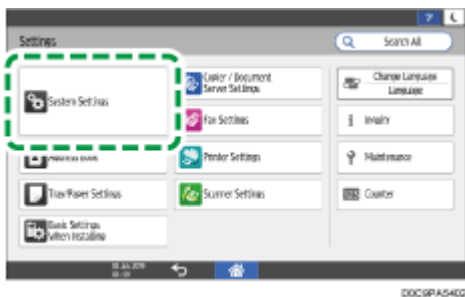 Settings
Search All
System Settings
Copier / Document
Server Settings
Change Language
Language
Fax Settings
Inquiry
Address Book
Printer Settings
Maintenance
Tray/Paper Settings
Scanner Settings
Counter
Basic Settings
When Installing